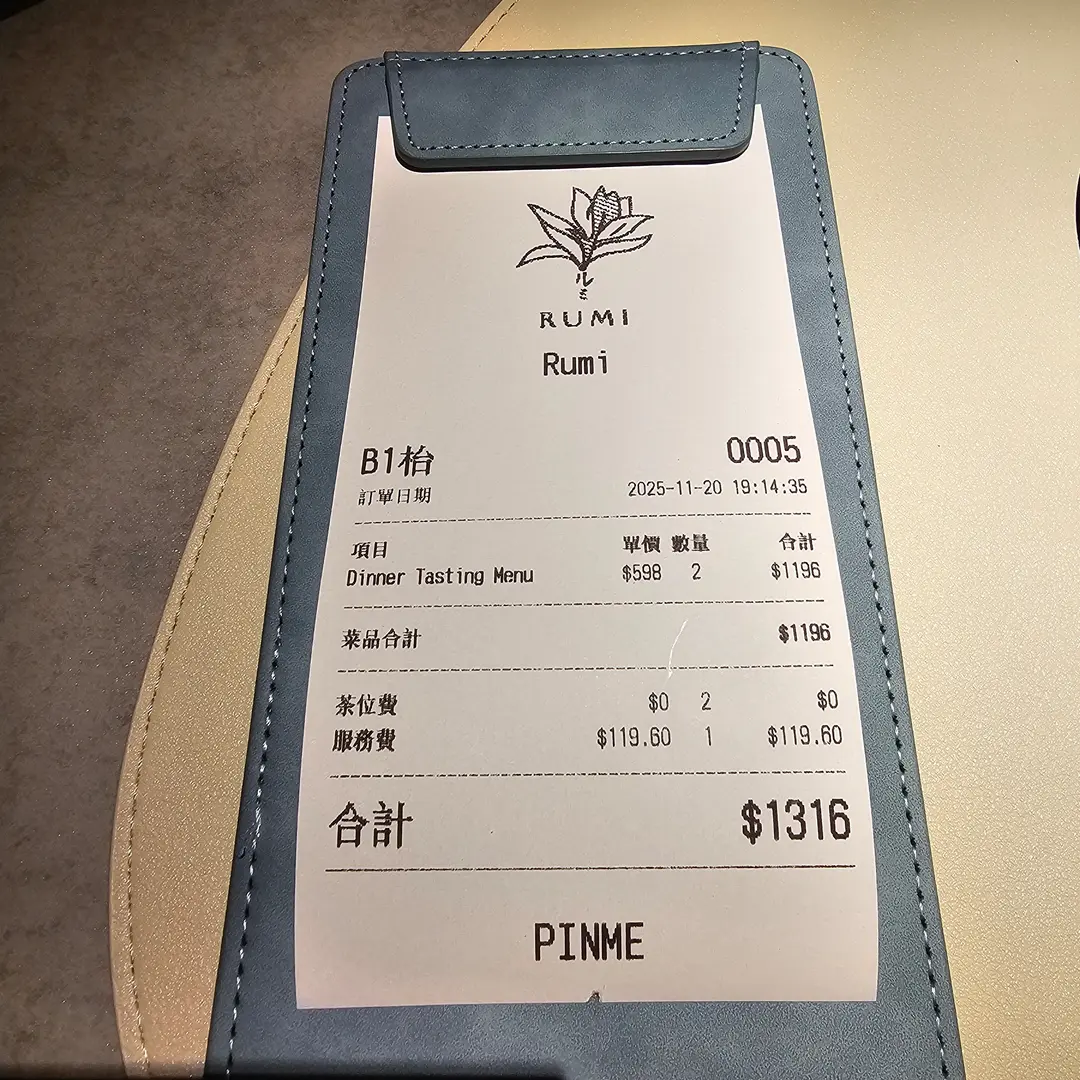 ルミ
RUMI
Rumi
B1枱 0005
訂單日期 2025-11-20 19:14:35
項目 單價 數量 合計
Dinner Tasting Menu $598 2 $1196
菜品合計 $1196
茶位費 $0 2 $0
服務費 $119.60 1 $119.60
合計 $1316
PINME